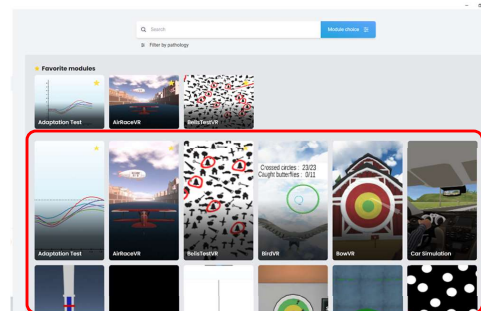 Search
Module choice
Filter by pathology
Favorite modules
Adaptation Test
AirRaceVR
BellsTestVR
Crossed circles : 23/23
Caught butterflies : 0/11
Adaptation Test
AirRaceVR
BellsTestVR
BirdVR
BowVR
Car Simulation